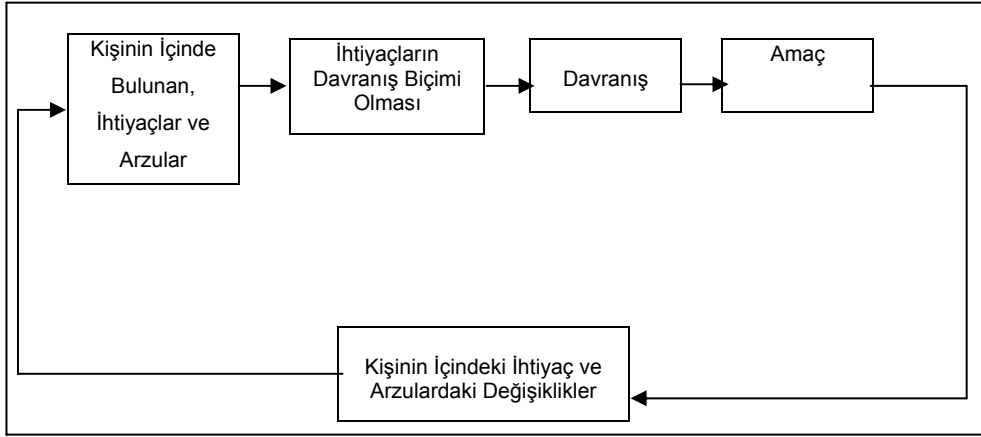 Kişinin İçinde
Bulunan,
İhtiyaçlar ve
Arzular
İhtiyaçların
Davranış Biçimi
Olması
Davranış
Amaç
Kişinin İçindeki İhtiyaç ve
Arzulardaki Değişiklikler